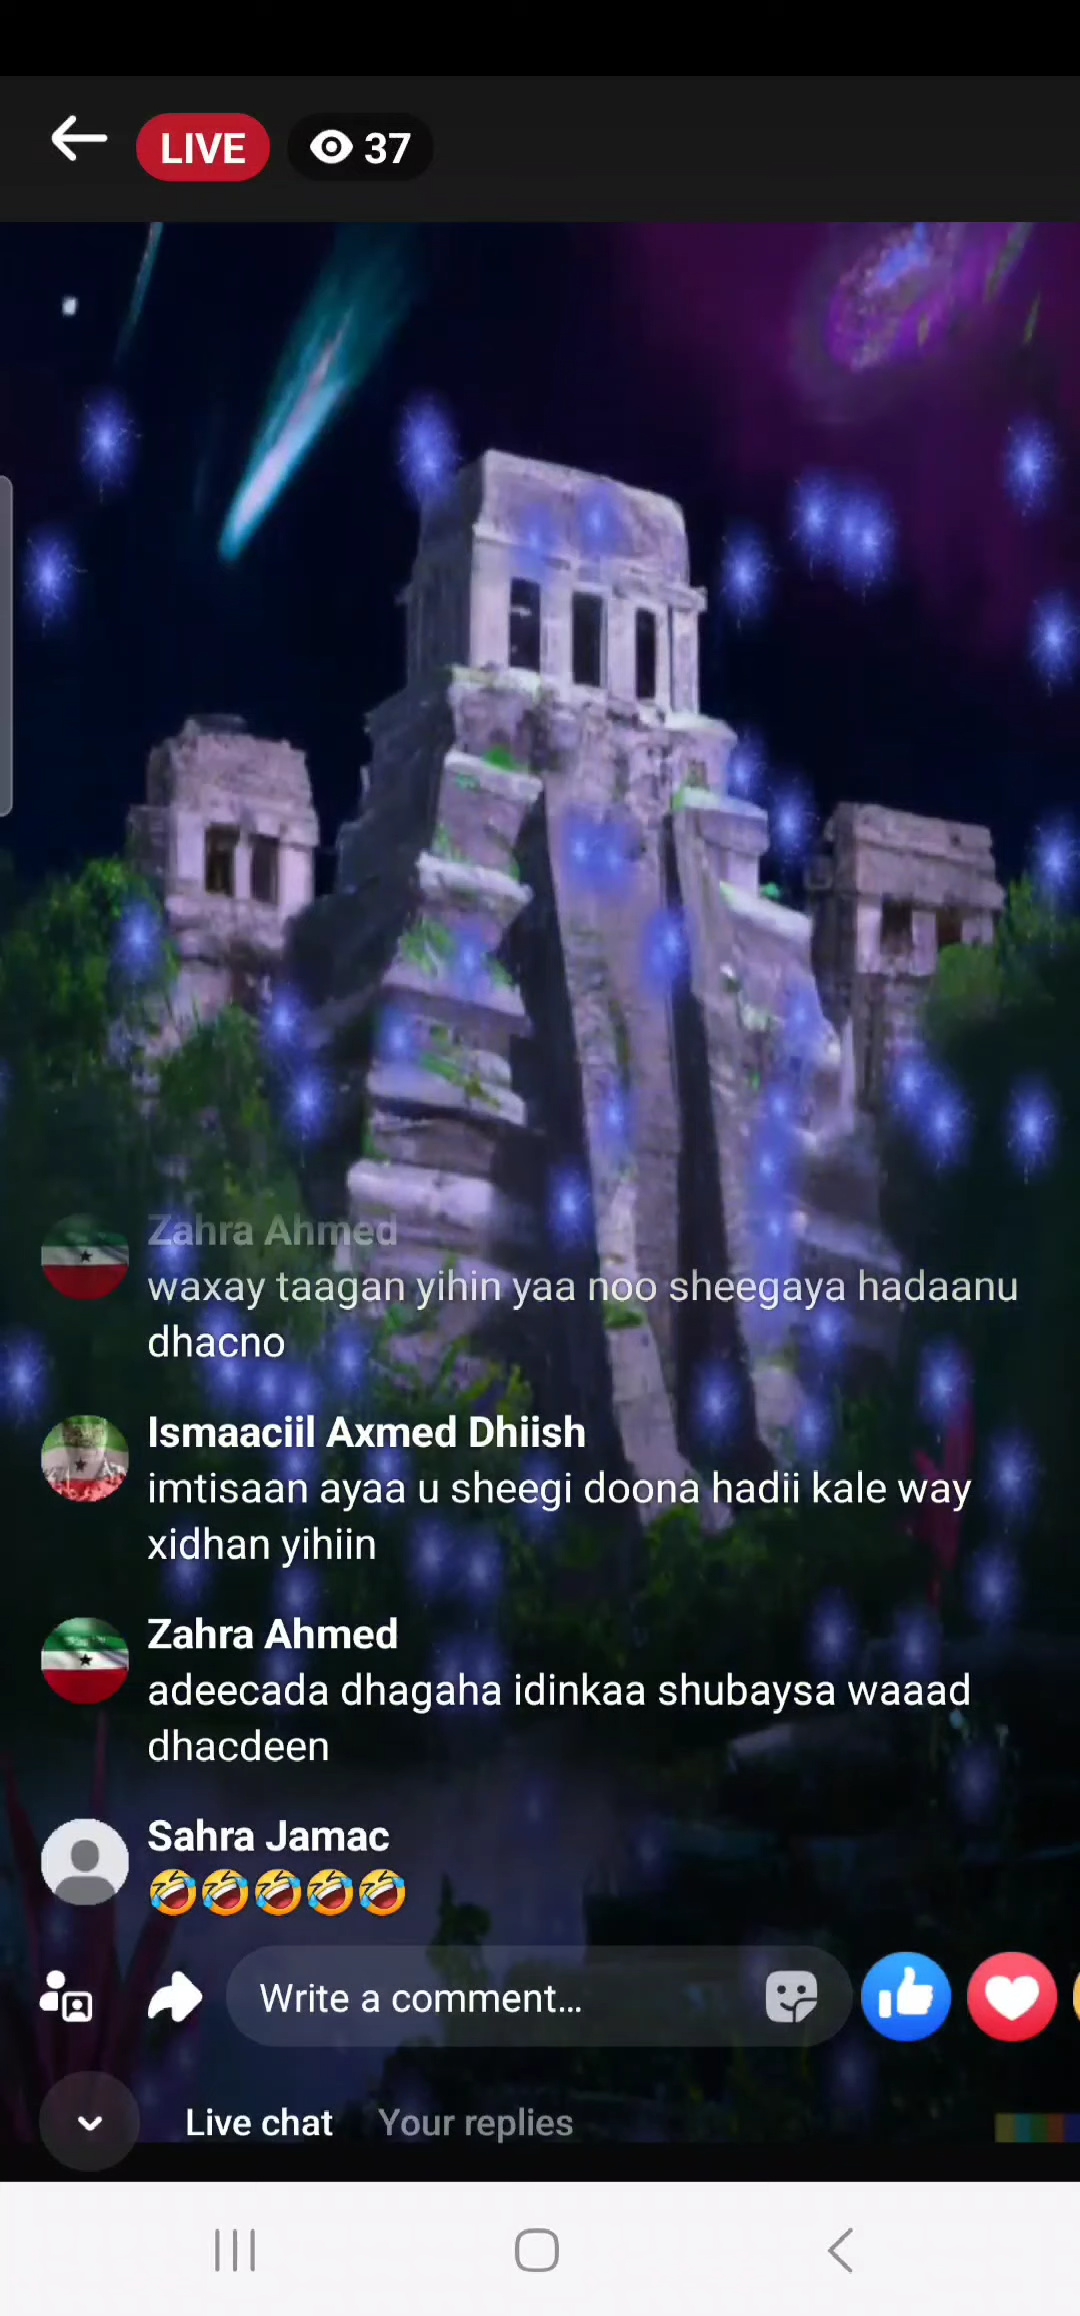 LIVE 37
Zahra Ahmed
waxay taagan yihin yaa noo sheegaya hadaanu
dhacno
Ismaaciil Axmed Dhiish
imtisaan ayaa u sheegi doona hadii kale way
xidhan yihiin
Zahra Ahmed
adeecada dhagaha idinkaa shubaysa waaad
dhacdeen
Sahra Jamac
🤣🤣🤣🤣🤣
Write a comment...
Live chat Your replies